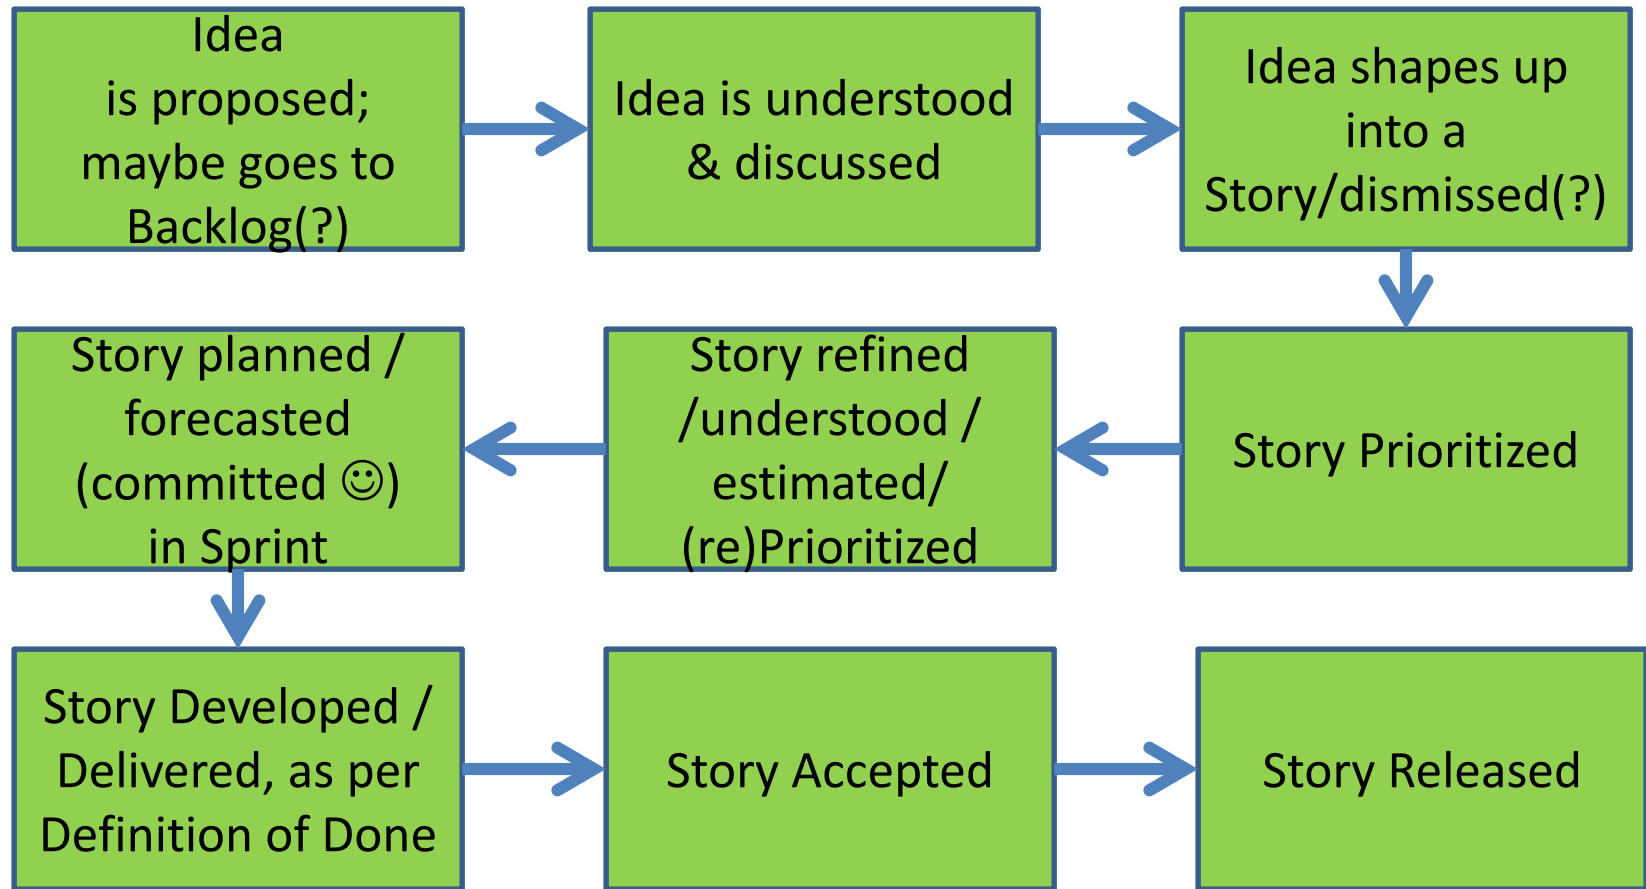 Idea
is proposed;
maybe goes to
Backlog(?)
Idea is understood
& discussed
Idea shapes up
into a
Story/dismissed(?)
Story planned /
forecasted
(committed ☺)
in Sprint
Story refined
/understood /
estimated/
(re)Prioritized
Story Prioritized
Story Developed /
Delivered, as per
Definition of Done
Story Accepted
Story Released